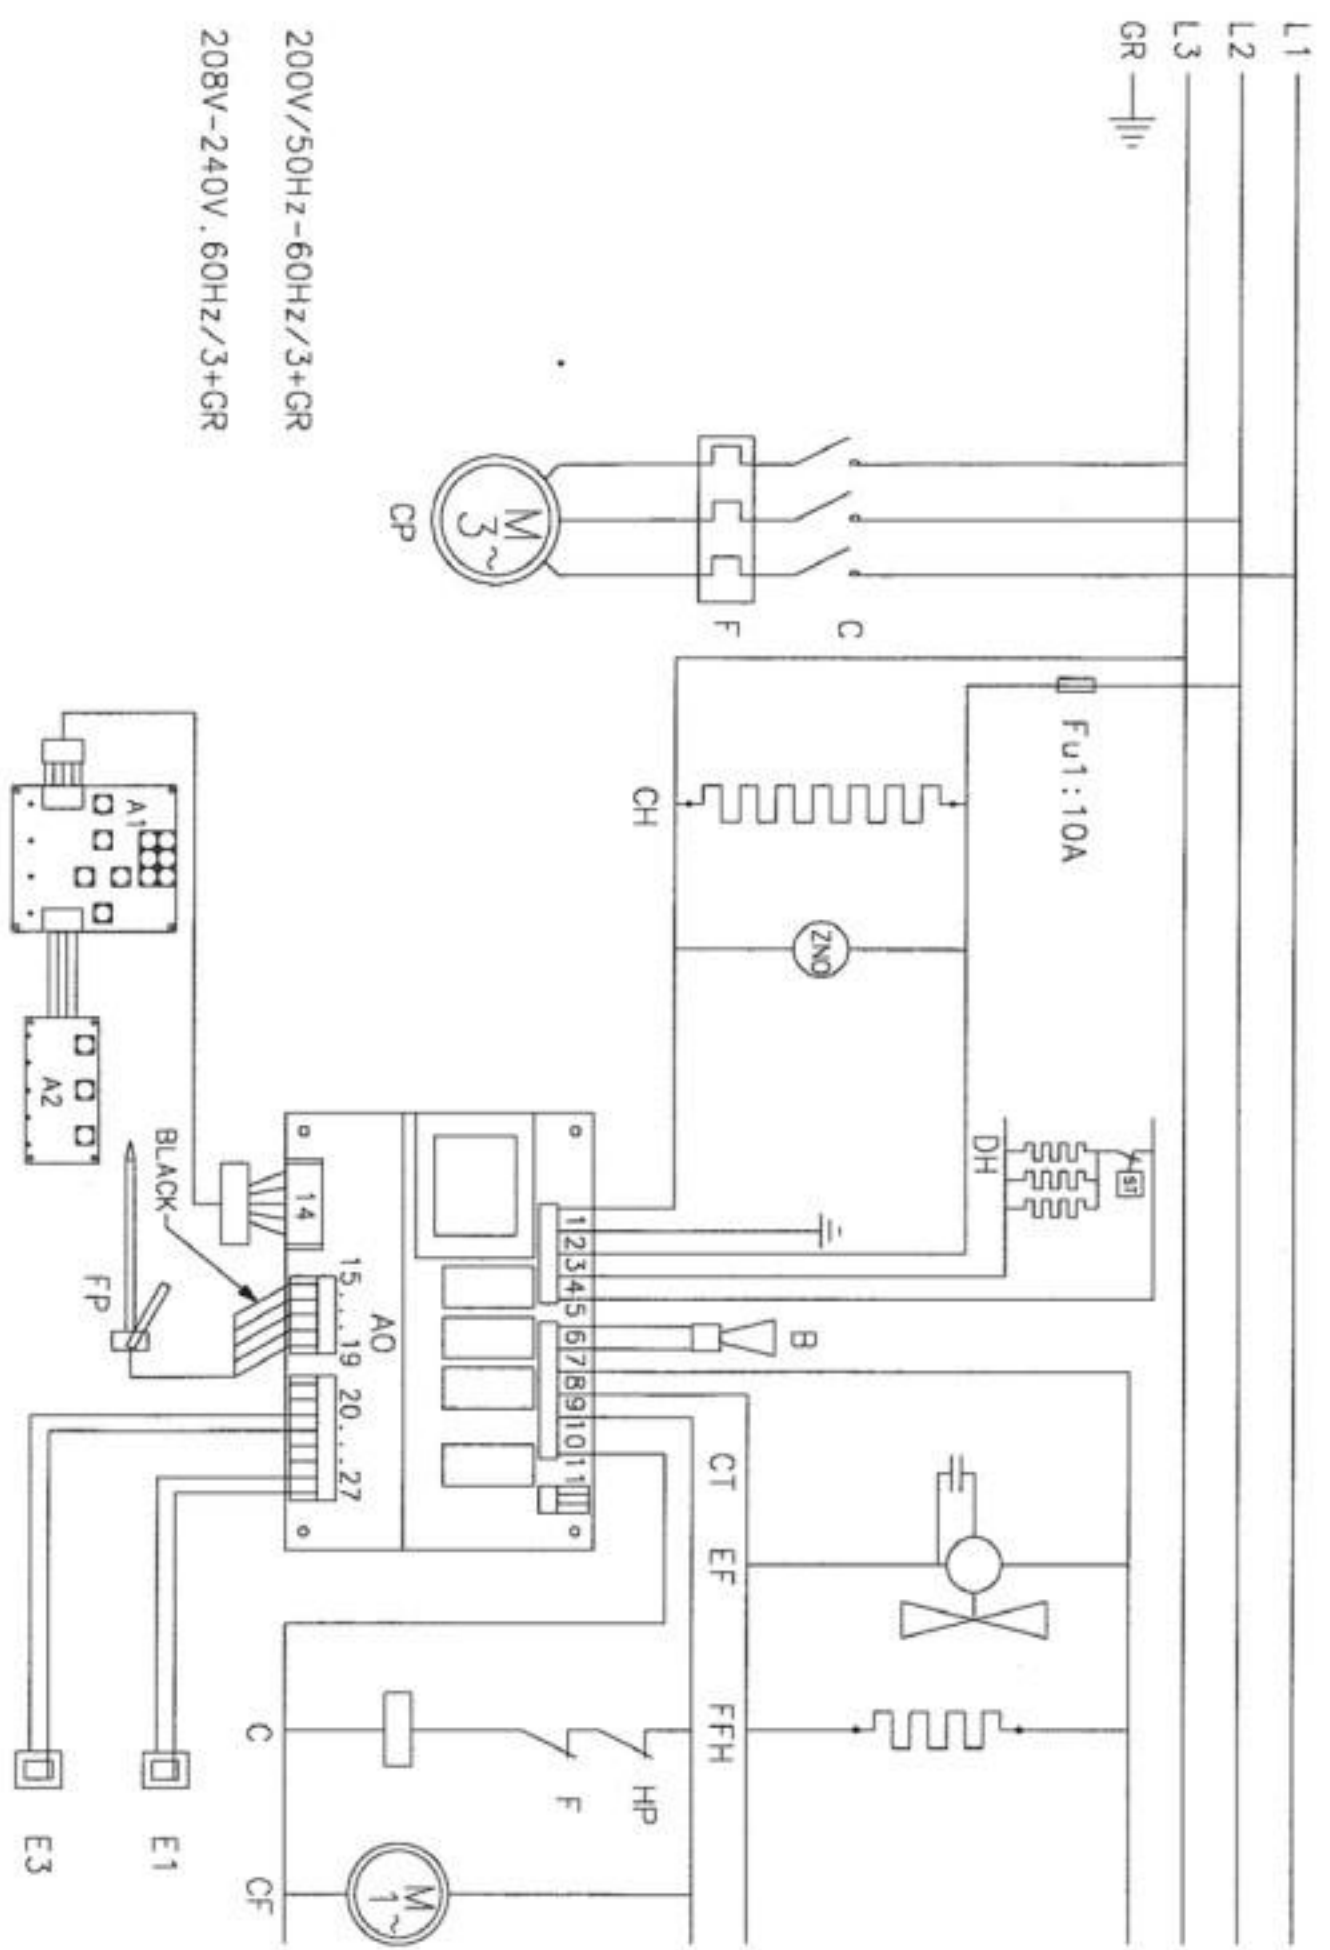 L1
L2
L3
GR
200V/50Hz-60Hz/3+GR
208V-240V.60Hz/3+GR
M
3~
CP
F
C
Fu1:10A
CH
ZNO
DH
ST
B
A1
A2
BLACK
FP
14
15...19
20...27
A0
1 2 3 4 5 6 7 8 9 10 11
CT
EF
FFH
HP
F
C
M
1~
CF
E1
E3